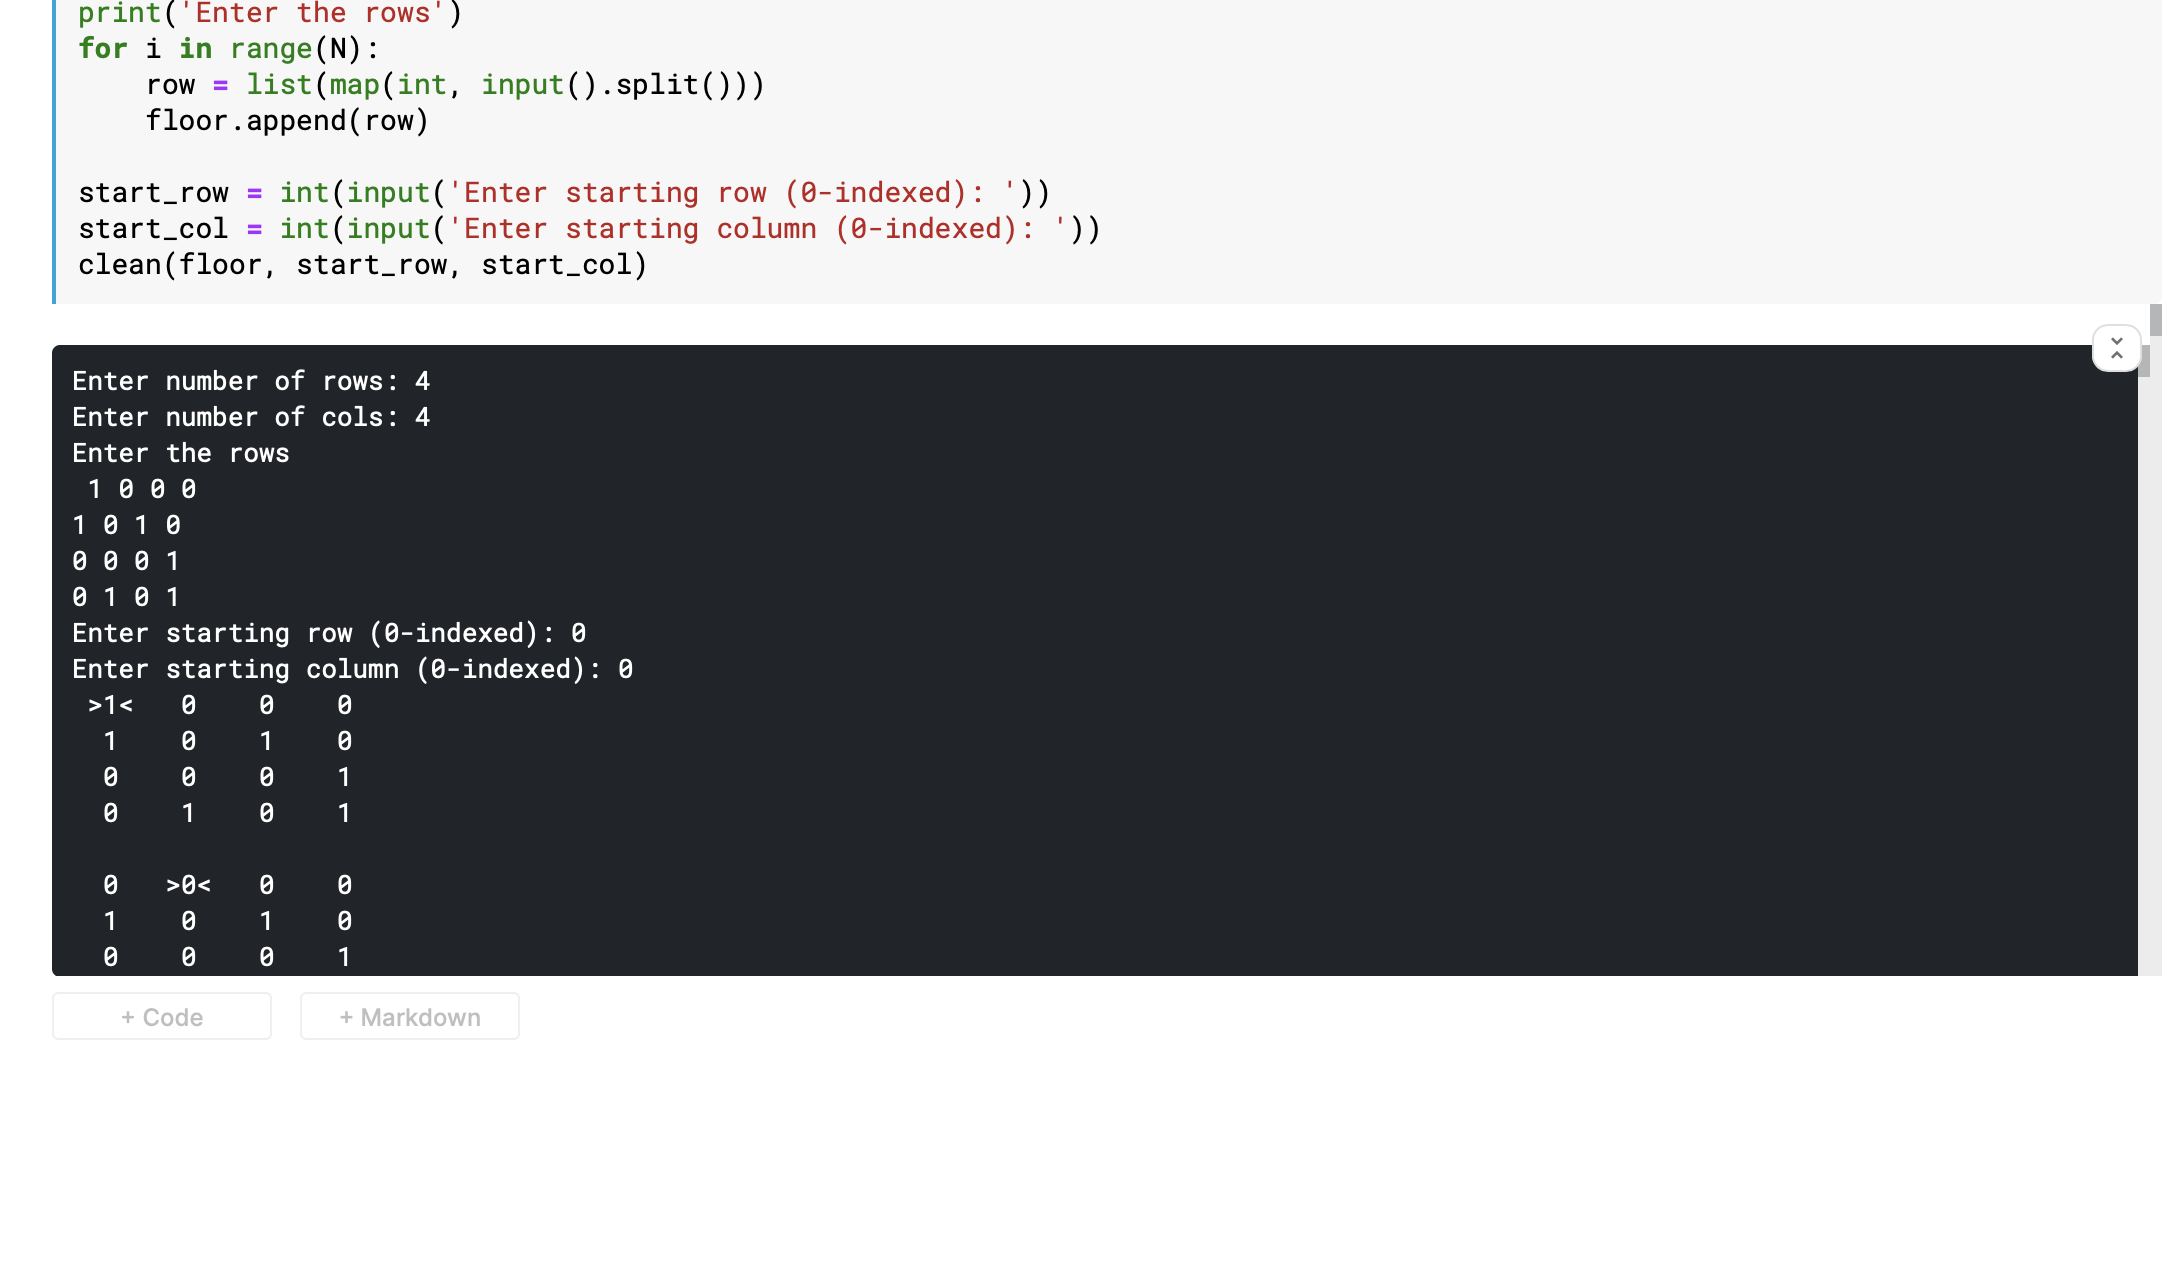 print('Enter the rows')
for i in range(N):
    row = list(map(int, input().split()))
    floor.append(row)

start_row = int(input('Enter starting row (0-indexed): '))
start_col = int(input('Enter starting column (0-indexed): '))
clean(floor, start_row, start_col)

Enter number of rows: 4
Enter number of cols: 4
Enter the rows
 1 0 0 0
1 0 1 0
0 0 0 1
0 1 0 1
Enter starting row (0-indexed): 0
Enter starting column (0-indexed): 0
 >1<   0    0    0
  1    0    1    0
  0    0    0    1
  0    1    0    1

  0   >0<   0    0
  1    0    1    0
  0    0    0    1
+ Code
+ Markdown